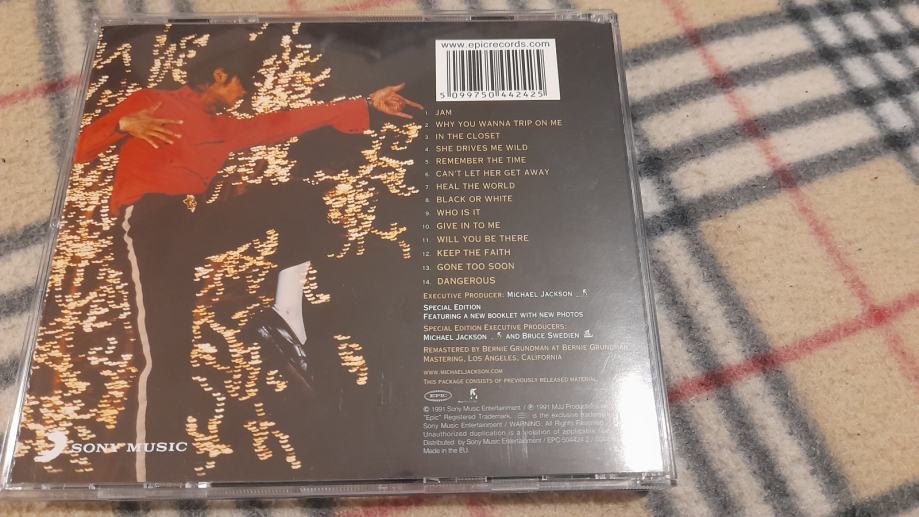 www.epicrecords.com
5 099750 442425
1. JAM
2. WHY YOU WANNA TRIP ON ME
3. IN THE CLOSET
4. SHE DRIVES ME WILD
5. REMEMBER THE TIME
6. CAN'T LET HER GET AWAY
7. HEAL THE WORLD
8. BLACK OR WHITE
9. WHO IS IT
10. GIVE IN TO ME
11. WILL YOU BE THERE
12. KEEP THE FAITH
13. GONE TOO SOON
14. DANGEROUS
EXECUTIVE PRODUCER: MICHAEL JACKSON
SPECIAL EDITION
FEATURING A NEW BOOKLET WITH NEW PHOTOS
SPECIAL EDITION EXECUTIVE PRODUCERS:
MICHAEL JACKSON AND BRUCE SWEDIEN
REMASTERED BY BERNIE GRUNDMAN AT BERNIE GRUNDMAN
MASTERING, LOS ANGELES, CALIFORNIA
WWW.MICHAELJACKSON.COM
THIS PACKAGE CONSISTS OF PREVIOUSLY RELEASED MATERIAL.
EPIC
© 1991 Sony Music Entertainment / ℗ 1991 MJJ Productions
"Epic" Registered Trademark. is the exclusive
Sony Music Entertainment / WARNING: All Rights Reserved.
Unauthorized duplication is a violation of applicable
Distributed by Sony Music Entertainment / EPC 504424 2
Made in the EU.
SONY MUSIC